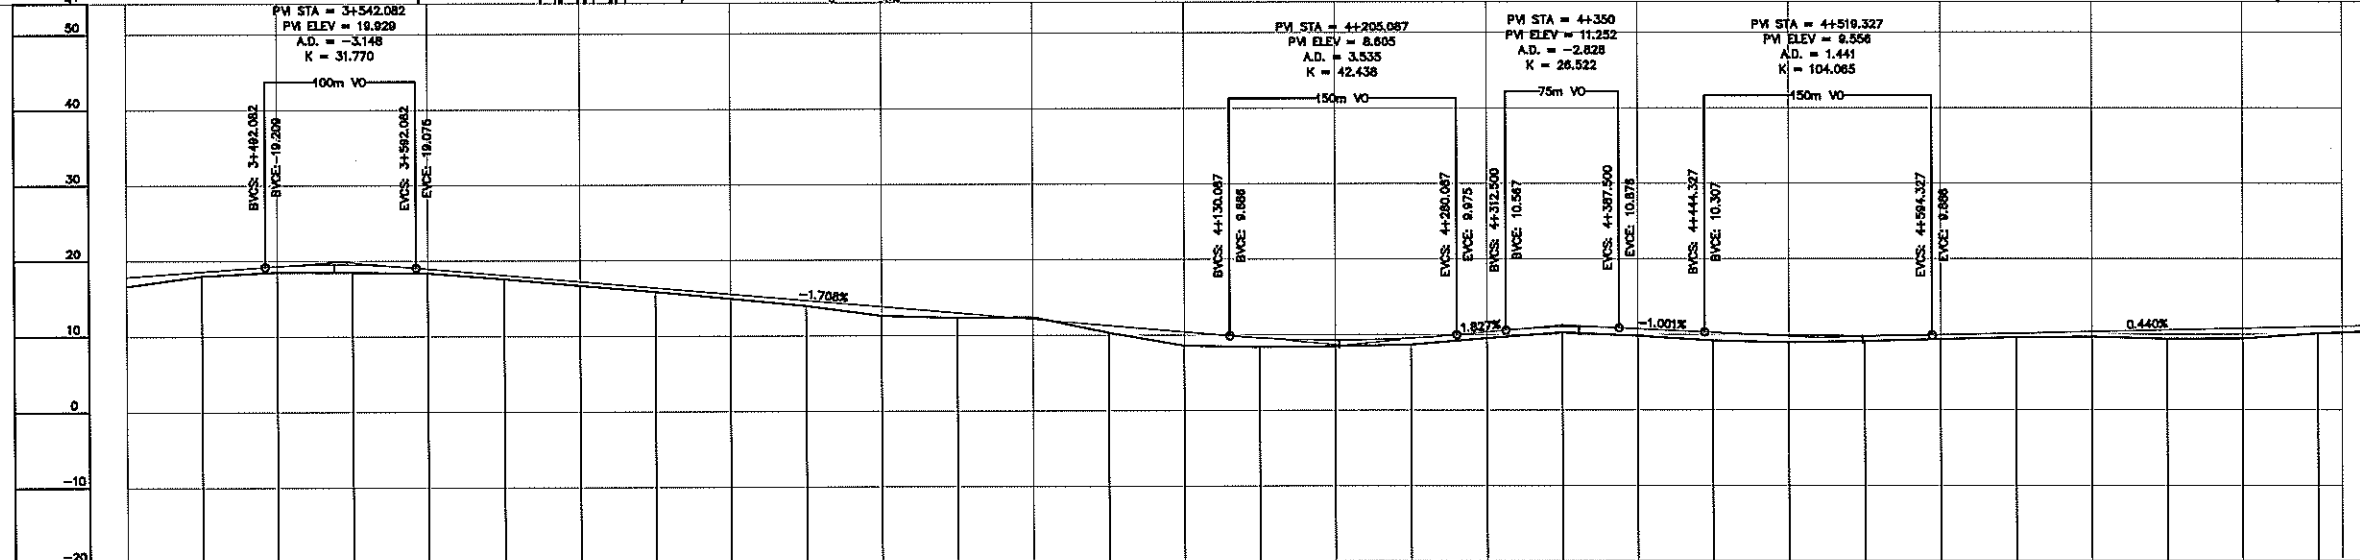 PVI STA = 3+542.082
PVI ELEV = 19.929
A.D. = -3.148
K = 31.770
100m VC
BVCS: 3+492.082
BVCE: 19.209
EVCS: 3+592.082
EVCE: 19.075
PVI STA = 4+205.067
PVI ELEV = 8.605
A.D. = 3.535
K = 42.438
150m VC
BVCS: 4+130.067
BVCE: 9.886
EVCS: 4+280.067
EVCE: 9.975
PVI STA = 4+350
PVI ELEV = 11.252
A.D. = -2.828
K = 26.522
75m VC
BVCS: 4+312.500
BVCE: 10.567
EVCS: 4+387.500
EVCE: 10.876
PVI STA = 4+519.327
PVI ELEV = 9.556
A.D. = 1.441
K = 104.065
150m VC
BVCS: 4+444.327
BVCE: 10.307
EVCS: 4+594.327
EVCE: 9.886
50
40
30
20
10
0
-10
-20
-1.708%
1.827%
-1.001%
0.440%